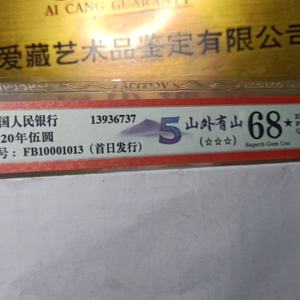 AI CANG GUARANTY
爱藏艺术品鉴定有限公司
国人民银行 13936737
20年伍圆
号: FB10001013 (首日发行)
5 山外有山
(☆☆☆)
68★
Superb Gem Unc